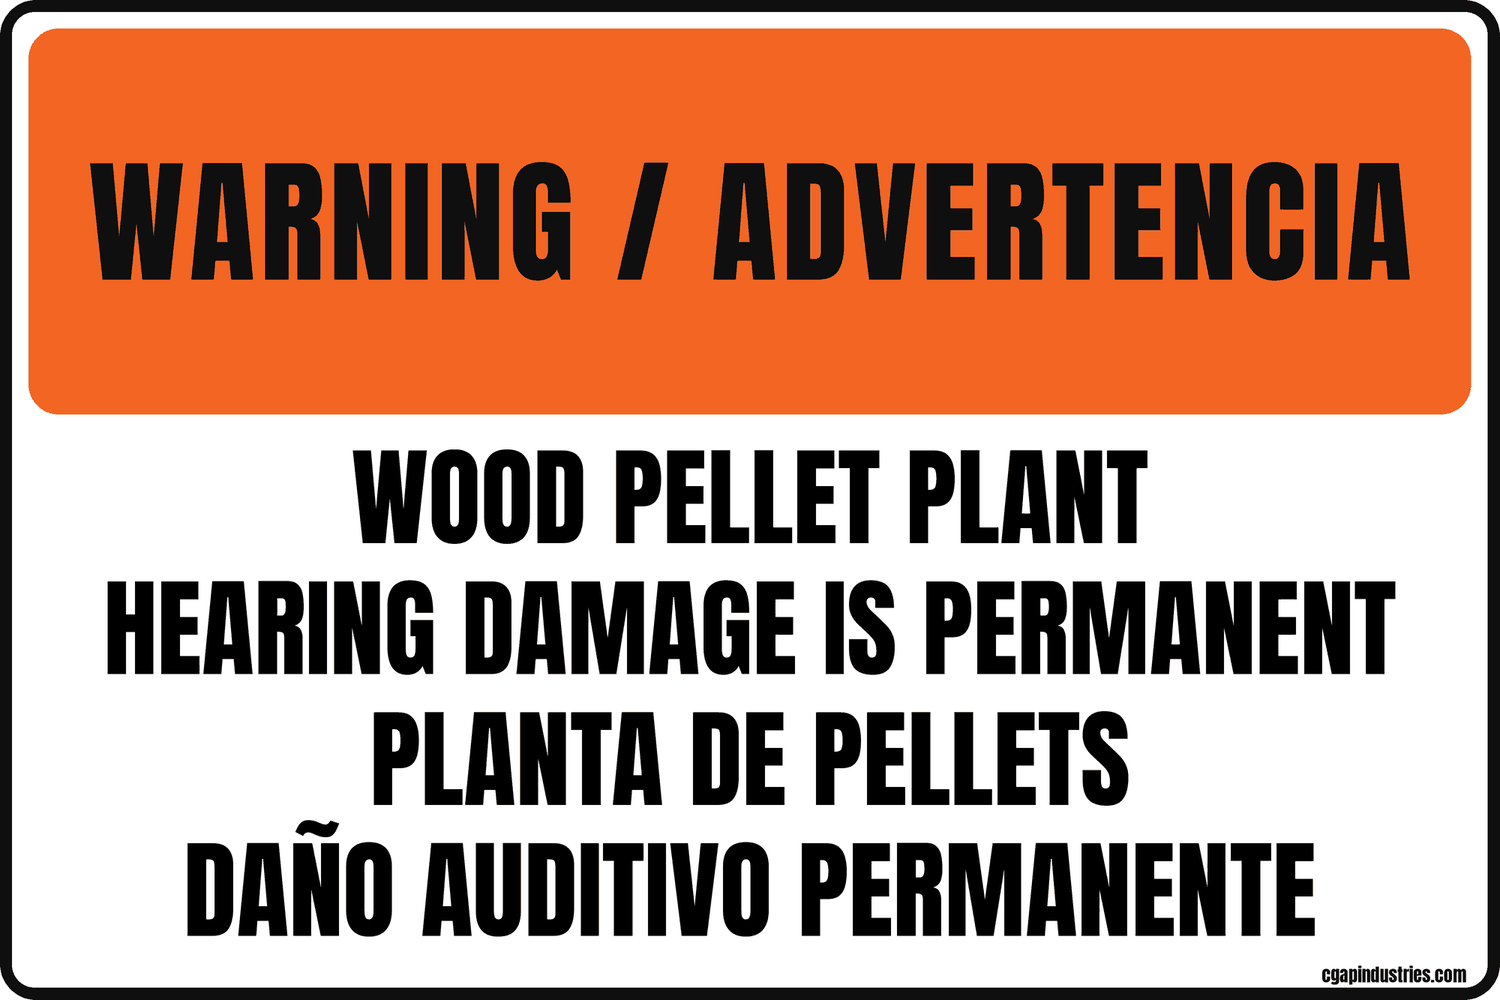 WARNING / ADVERTENCIA
WOOD PELLET PLANT
HEARING DAMAGE IS PERMANENT
PLANTA DE PELLETS
DAÑO AUDITIVO PERMANENTE
cgapindustries.com